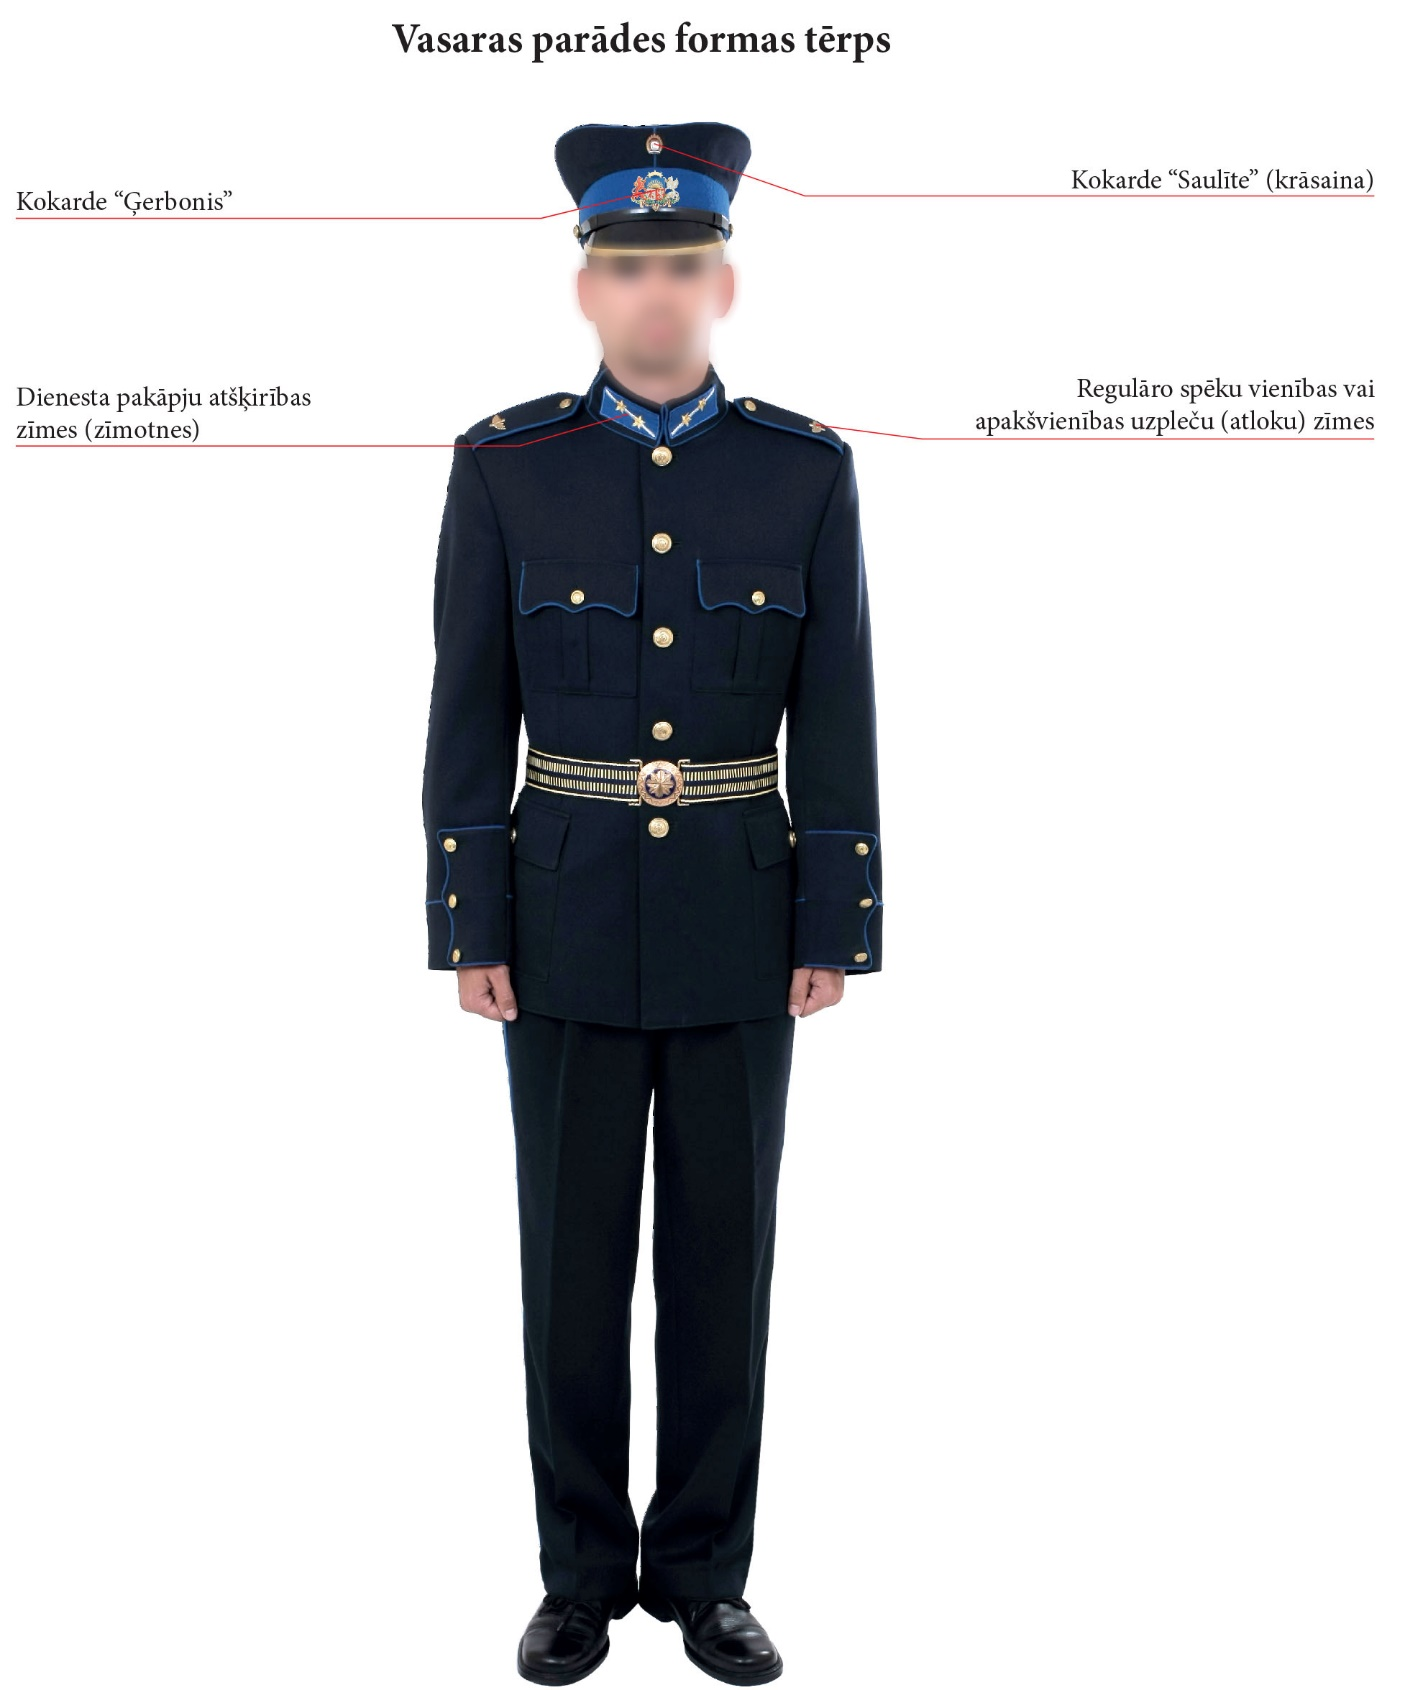 Vasaras parādes formas tērps
Kokarde “Ģerbonis”
Kokarde “Saulīte” (krāsaina)
Dienesta pakāpju atšķirības
zīmes (zīmotnes)
Regulāro spēku vienības vai
apakšvienības uzpleču (atloku) zīmes